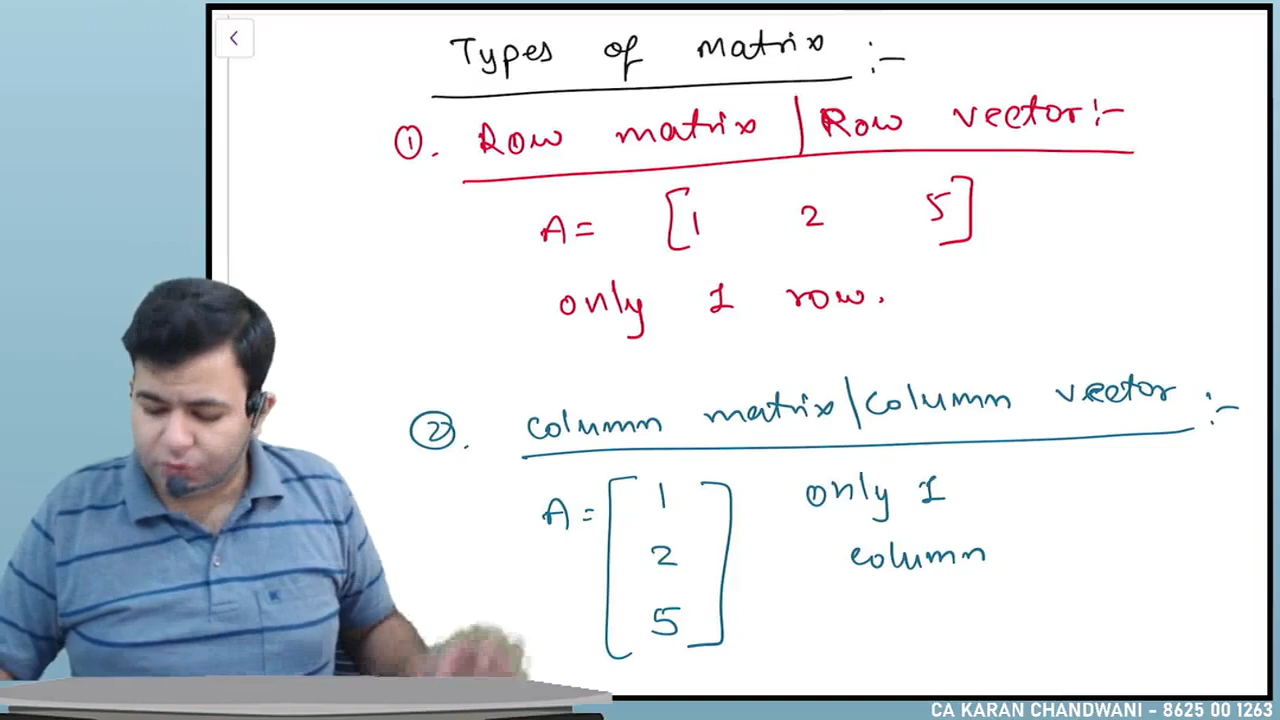 Types of matrix :-
①. Row matrix | Row vector:-
A= [1 2 5]
only 1 row.
②. column matrix/column vector :-
A= [1 only 1
2 column
5]
CA KARAN CHANDWANI - 8625 00 1263